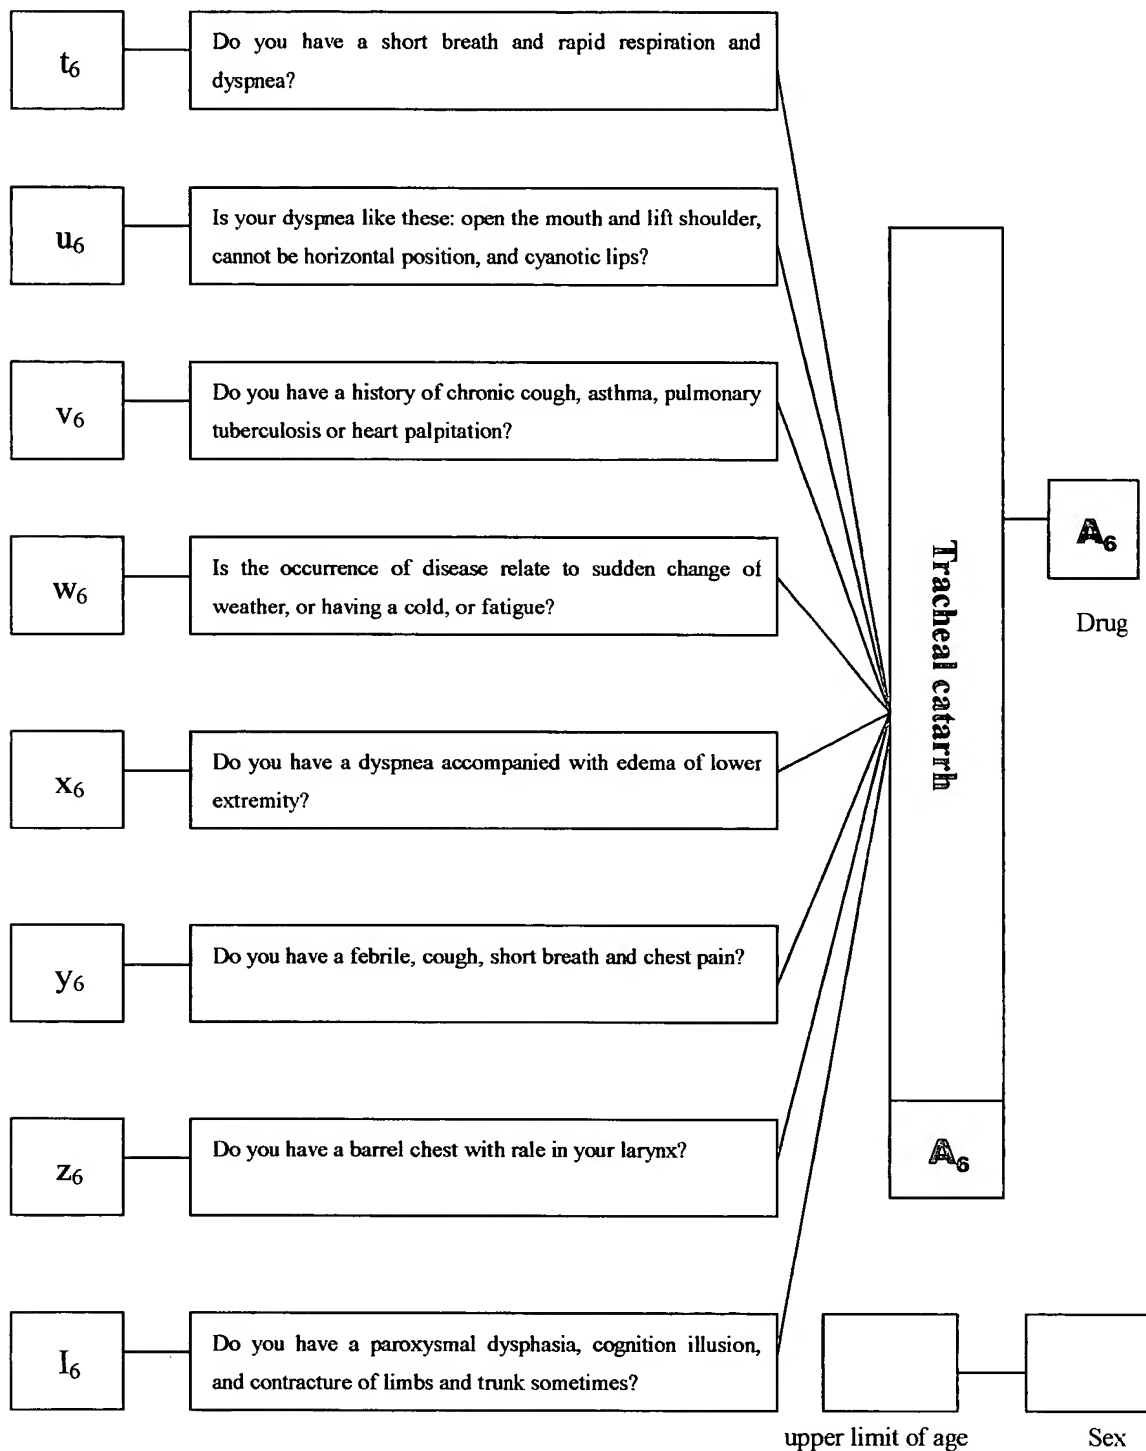 t6
Do you have a short breath and rapid respiration and
dyspnea?
u6
Is your dyspnea like these: open the mouth and lift shoulder,
cannot be horizontal position, and cyanotic lips?
v6
Do you have a history of chronic cough, asthma, pulmonary
tuberculosis or heart palpitation?
w6
Is the occurrence of disease relate to sudden change of
weather, or having a cold, or fatigue?
x6
Do you have a dyspnea accompanied with edema of lower
extremity?
y6
Do you have a febrile, cough, short breath and chest pain?
z6
Do you have a barrel chest with rale in your larynx?
I6
Do you have a paroxysmal dysphasia, cognition illusion,
and contracture of limbs and trunk sometimes?
Tracheal catarrh
A6
A6
Drug
upper limit of age
Sex